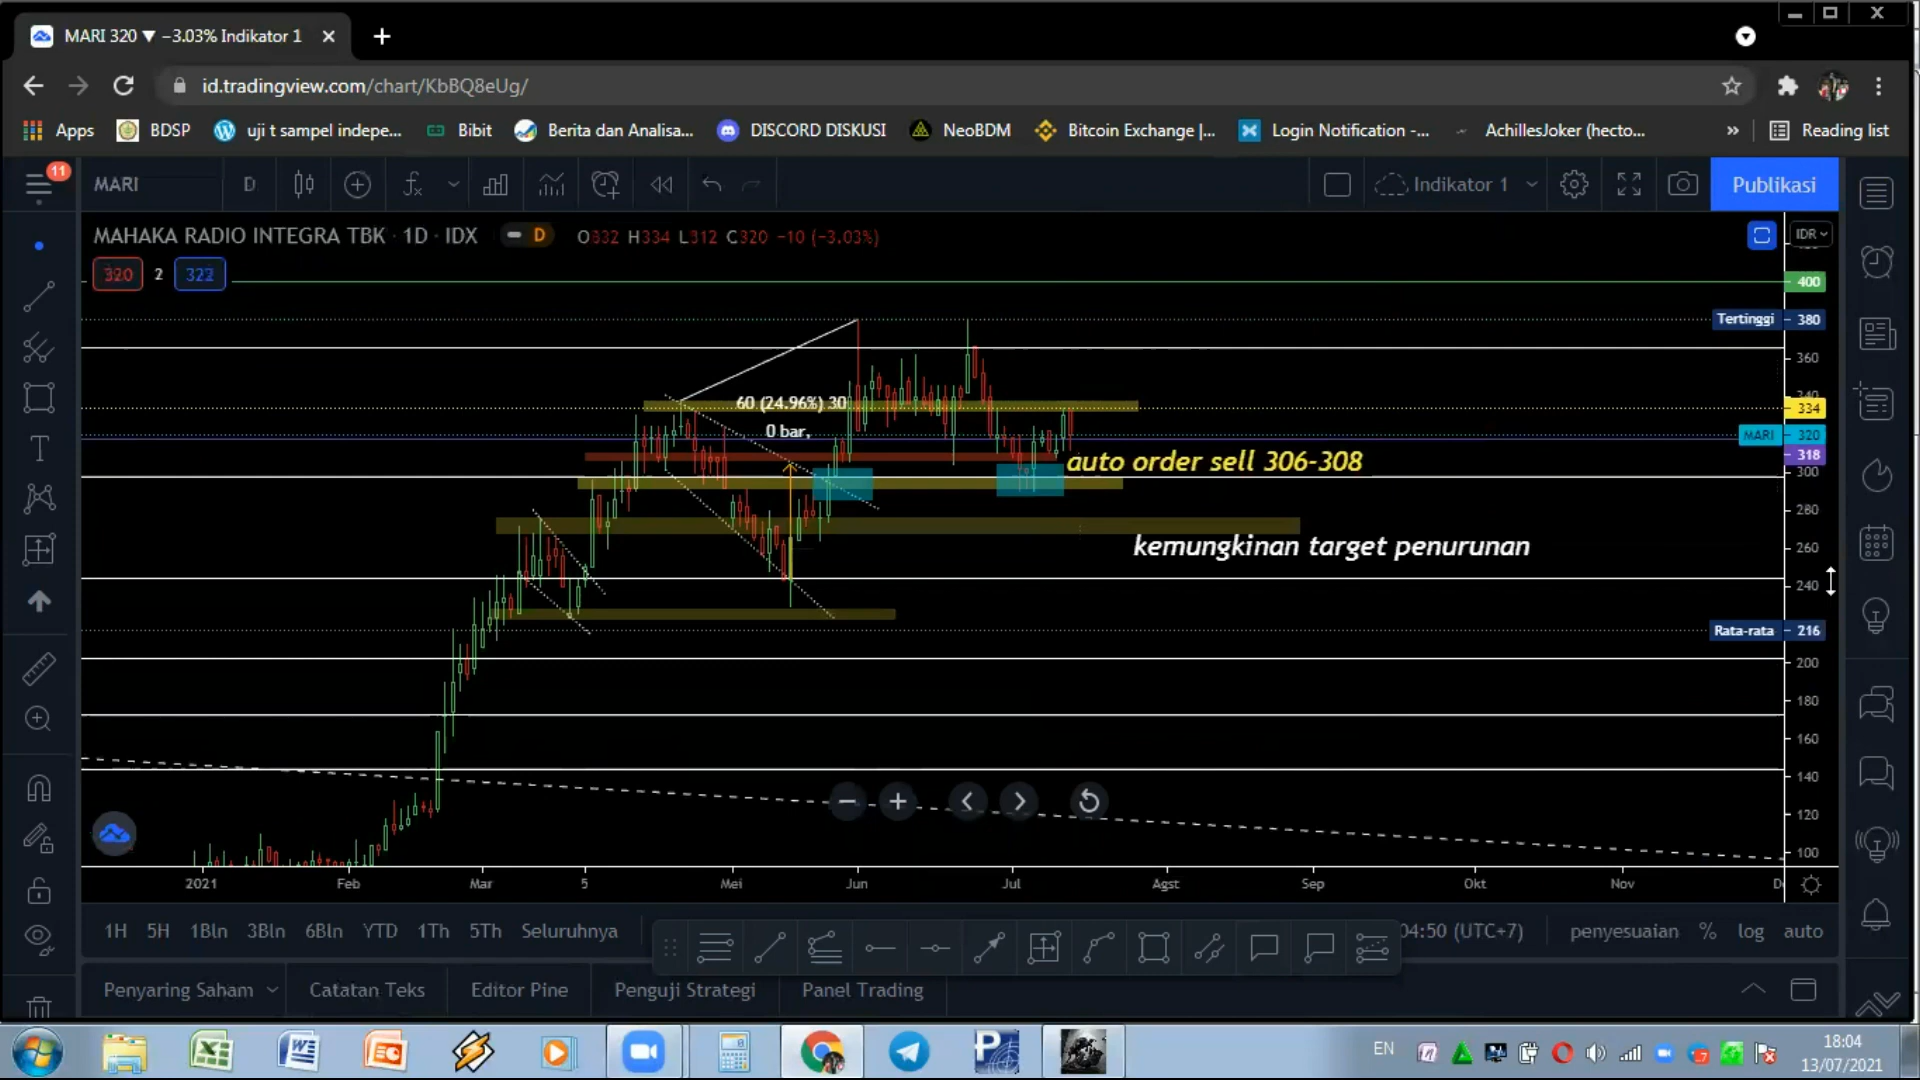 MARI 320 ▼ −3.03% Indikator 1
id.tradingview.com/chart/KbBQ8eUg/
Apps BDSP uji t sampel indepe... Bibit Berita dan Analisa... DISCORD DISKUSI NeoBDM Bitcoin Exchange |... Login Notification -... AchillesJoker (hecto... » Reading list
11
MARI D Indikator 1 Publikasi
MAHAKA RADIO INTEGRA TBK · 1D · IDX D O332 H334 L312 C320 −10 (−3.03%) IDR
320 2 322
400
Tertinggi 380
360
340
60 (24.96%) 30
334
0 bar,
MARI 320
318
auto order sell 306-308
300
280
kemungkinan target penurunan
260
240
Rata-rata 216
200
180
160
140
120
100
2021 Feb Mar 5 Mei Jun Jul Agst Sep Okt Nov
1H 5H 1Bln 3Bln 6Bln YTD 1Th 5Th Seluruhnya 04:50 (UTC+7) penyesuaian % log auto
Penyaring Saham Catatan Teks Editor Pine Penguji Strategi Panel Trading
EN 18:04
13/07/2021